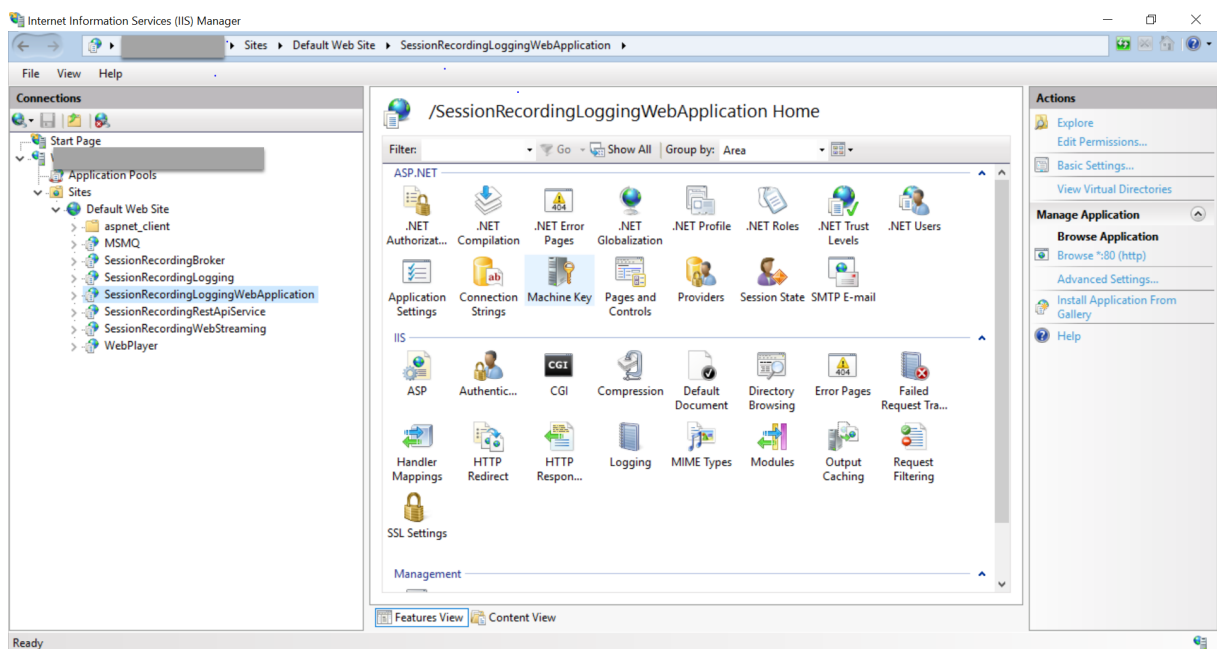 Internet Information Services (IIS) Manager
Sites
Default Web Site
SessionRecordingLoggingWebApplication
File View Help
Connections
Start Page
Application Pools
Sites
Default Web Site
aspnet_client
MSMQ
SessionRecordingBroker
SessionRecordingLogging
SessionRecordingLoggingWebApplication
SessionRecordingRestApiService
SessionRecordingWebStreaming
WebPlayer
/SessionRecordingLoggingWebApplication Home
Filter: Go Show All Group by: Area
ASP.NET
.NET Authorizat...
.NET Compilation
.NET Error Pages
.NET Globalization
.NET Profile
.NET Roles
.NET Trust Levels
.NET Users
Application Settings
Connection Strings
Machine Key
Pages and Controls
Providers
Session State
SMTP E-mail
IIS
ASP
Authentic...
CGI
Compression
Default Document
Directory Browsing
Error Pages
Failed Request Tra...
Handler Mappings
HTTP Redirect
HTTP Respon...
Logging
MIME Types
Modules
Output Caching
Request Filtering
SSL Settings
Management
Features View
Content View
Actions
Explore
Edit Permissions...
Basic Settings...
View Virtual Directories
Manage Application
Browse Application
Browse *:80 (http)
Advanced Settings...
Install Application From
Gallery
Help
Ready